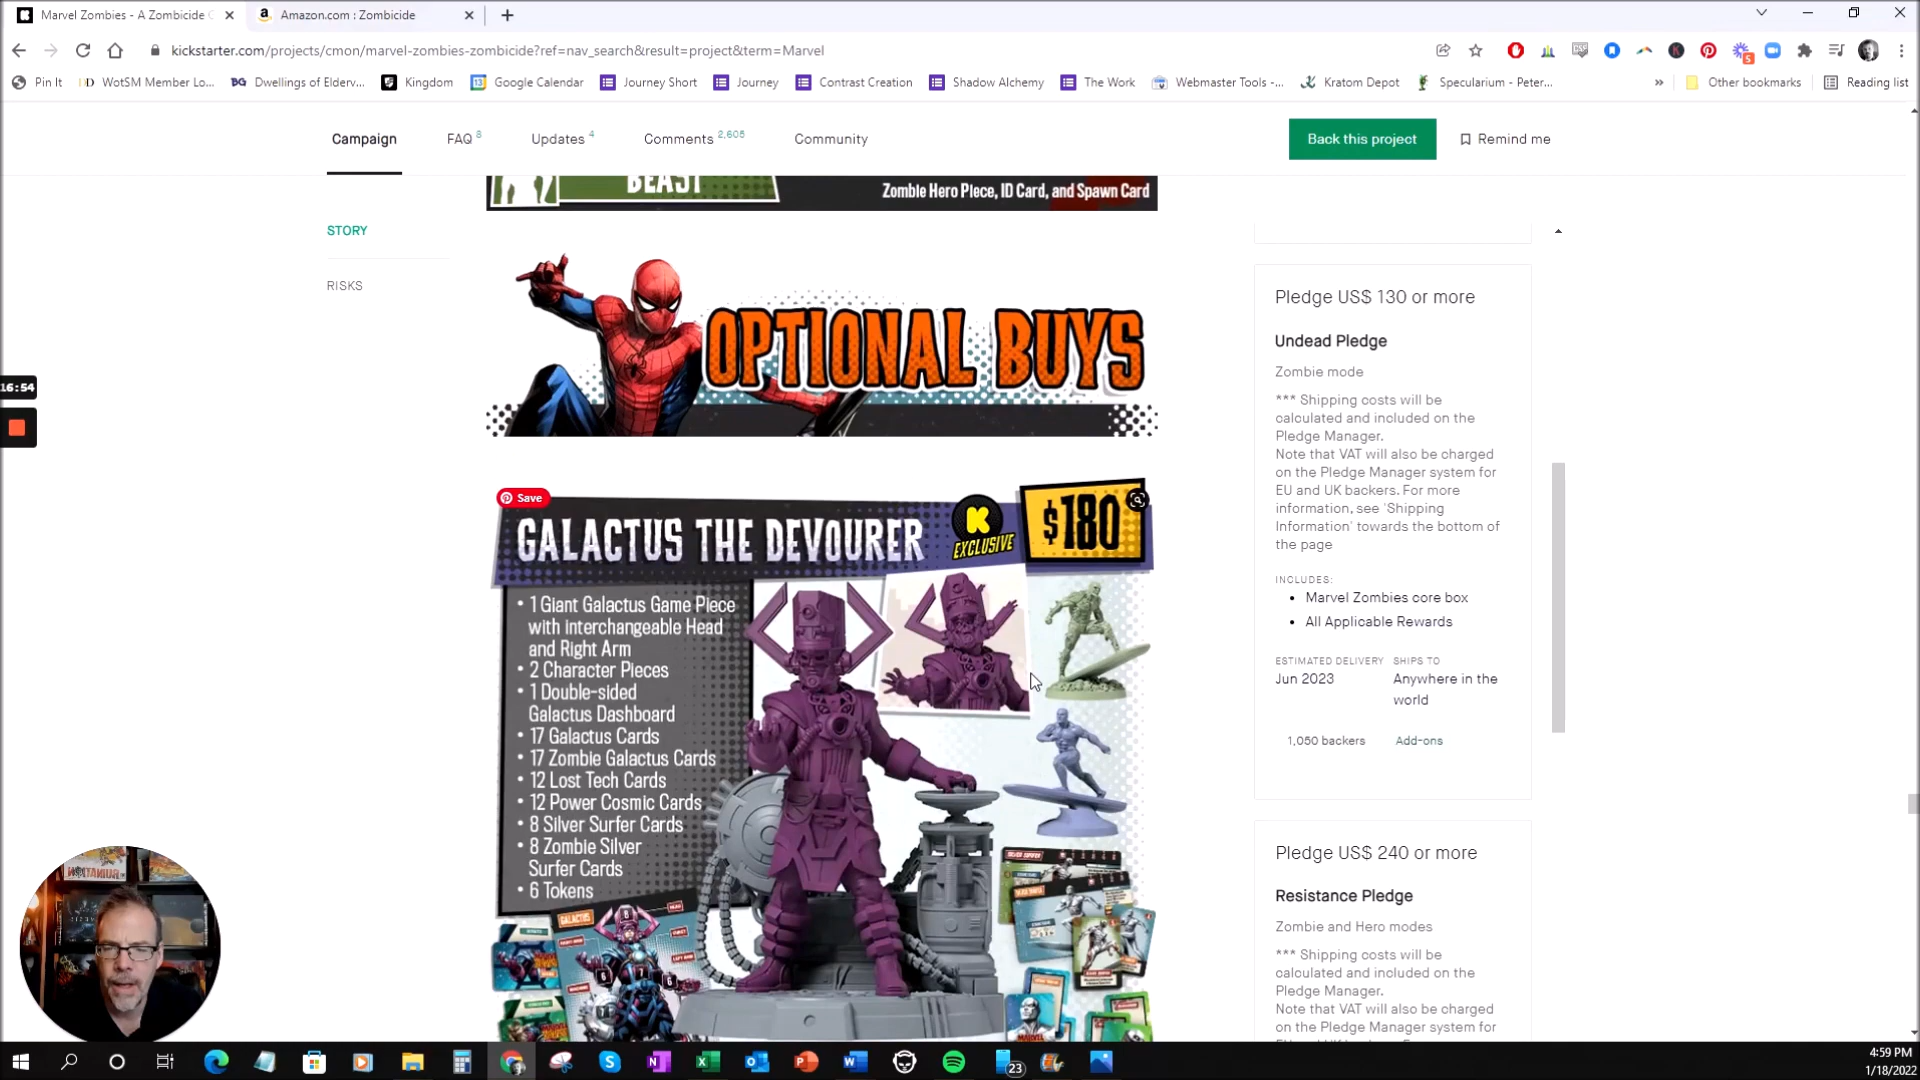 Marvel Zombies - A Zombicide
Amazon.com : Zombicide
kickstarter.com/projects/cmon/marvel-zombies-zombicide?ref=nav_search&result=project&term=Marvel
Pin It
WotSM Member Lo...
Dwellings of Elderv...
Kingdom
Google Calendar
Journey Short
Journey
Contrast Creation
Shadow Alchemy
The Work
Webmaster Tools -...
Kratom Depot
Specularium - Peter...
Other bookmarks
Reading list
Campaign
FAQ 8
Updates 4
Comments 2,605
Community
Back this project
Remind me
BEAST
Zombie Hero Piece, ID Card, and Spawn Card
STORY
RISKS
16:54
OPTIONAL BUYS
Save
GALACTUS THE DEVOURER
K
EXCLUSIVE
$180
• 1 Giant Galactus Game Piece
with interchangeable Head
and Right Arm
• 2 Character Pieces
• 1 Double-sided
Galactus Dashboard
• 17 Galactus Cards
• 17 Zombie Galactus Cards
• 12 Lost Tech Cards
• 12 Power Cosmic Cards
• 8 Silver Surfer Cards
• 8 Zombie Silver
Surfer Cards
• 6 Tokens
GALACTUS
SILVER SURFER
Pledge US$ 130 or more
Undead Pledge
Zombie mode
*** Shipping costs will be
calculated and included on the
Pledge Manager.
Note that VAT will also be charged
on the Pledge Manager system for
EU and UK backers. For more
information, see 'Shipping
Information' towards the bottom of
the page
INCLUDES:
• Marvel Zombies core box
• All Applicable Rewards
ESTIMATED DELIVERY
Jun 2023
SHIPS TO
Anywhere in the
world
1,050 backers
Add-ons
Pledge US$ 240 or more
Resistance Pledge
Zombie and Hero modes
*** Shipping costs will be
calculated and included on the
Pledge Manager.
Note that VAT will also be charged
on the Pledge Manager system for
23
4:59 PM
1/18/2022